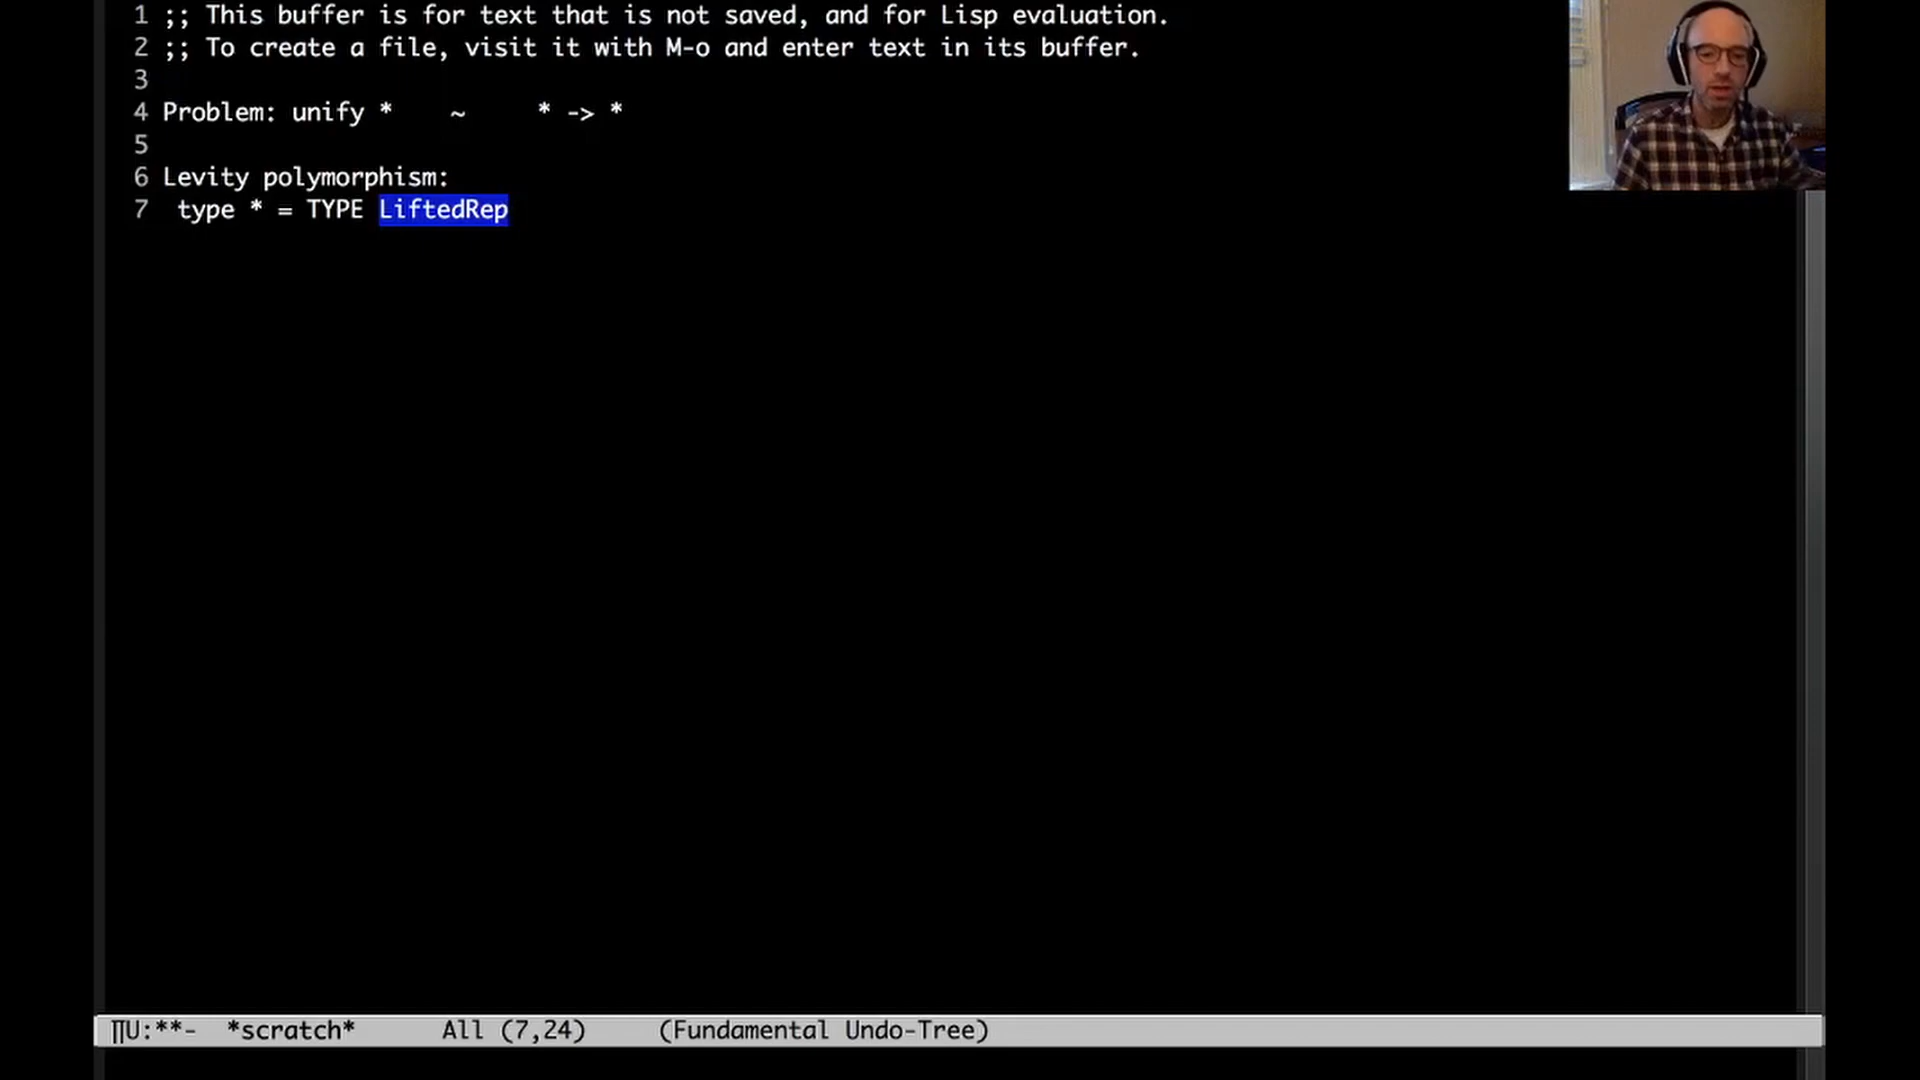 1 ;; This buffer is for text that is not saved, and for Lisp evaluation.
2 ;; To create a file, visit it with M-o and enter text in its buffer.
3
4 Problem: unify *    ~     * -> *
5
6 Levity polymorphism:
7  type * = TYPE LiftedRep
∏U:**-  *scratch*      All (7,24)     (Fundamental Undo-Tree)